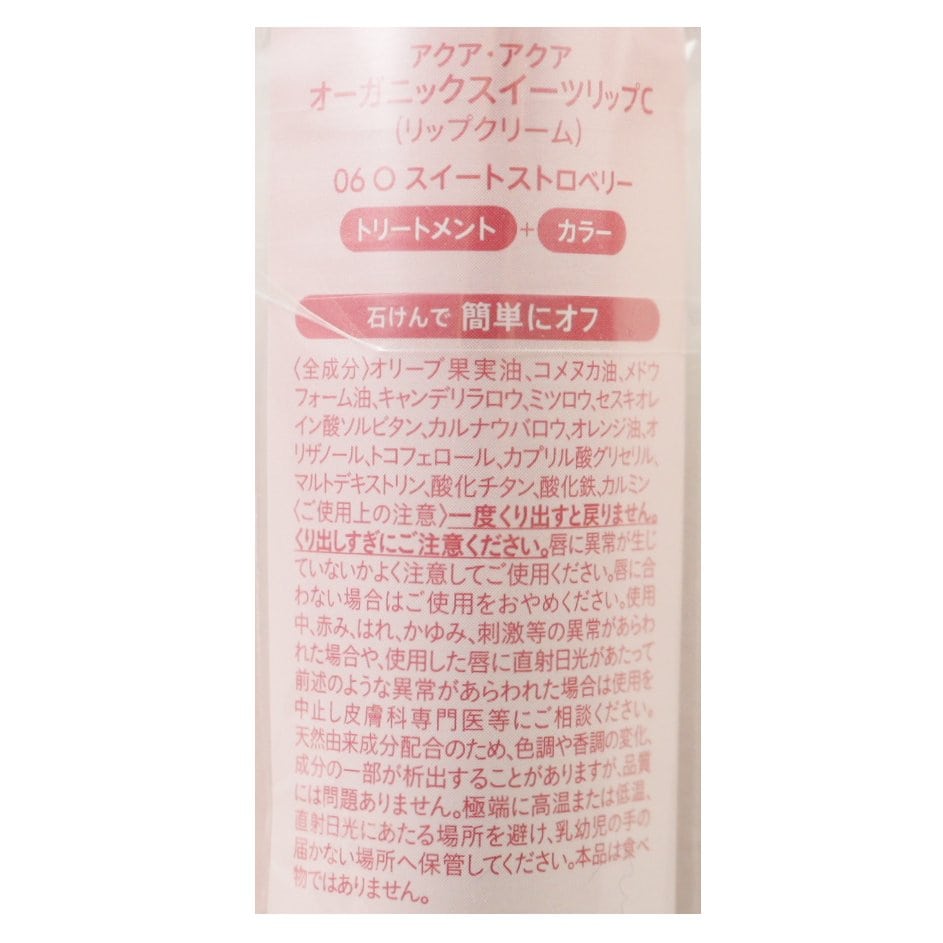 アクア・アクア
オーガニックスイーツリップC
(リップクリーム)
06 O スイートストロベリー
トリートメント + カラー
石けんで 簡単にオフ
〈全成分〉オリーブ果実油、コメヌカ油、メドウ
フォーム油、キャンデリラロウ、ミツロウ、セスキオレ
イン酸ソルビタン、カルナウバロウ、オレンジ油、オ
リザノール、トコフェロール、カプリル酸グリセリル、
マルトデキストリン、酸化チタン、酸化鉄、カルミン
〈ご使用上の注意〉一度くり出すと戻りません。
くり出しすぎにご注意ください。唇に異常が生じ
ていないかよく注意してご使用ください。唇に合
わない場合はご使用をおやめください。使用
中、赤み、はれ、かゆみ、刺激等の異常があらわ
れた場合や、使用した唇に直射日光があたって
前述のような異常があらわれた場合は使用を
中止し皮膚科専門医等にご相談ください。
天然由来成分配合のため、色調や香調の変化、
成分の一部が析出することがありますが、品質
には問題ありません。極端に高温または低温、
直射日光にあたる場所を避け、乳幼児の手の
届かない場所へ保管してください。本品は食べ
物ではありません。